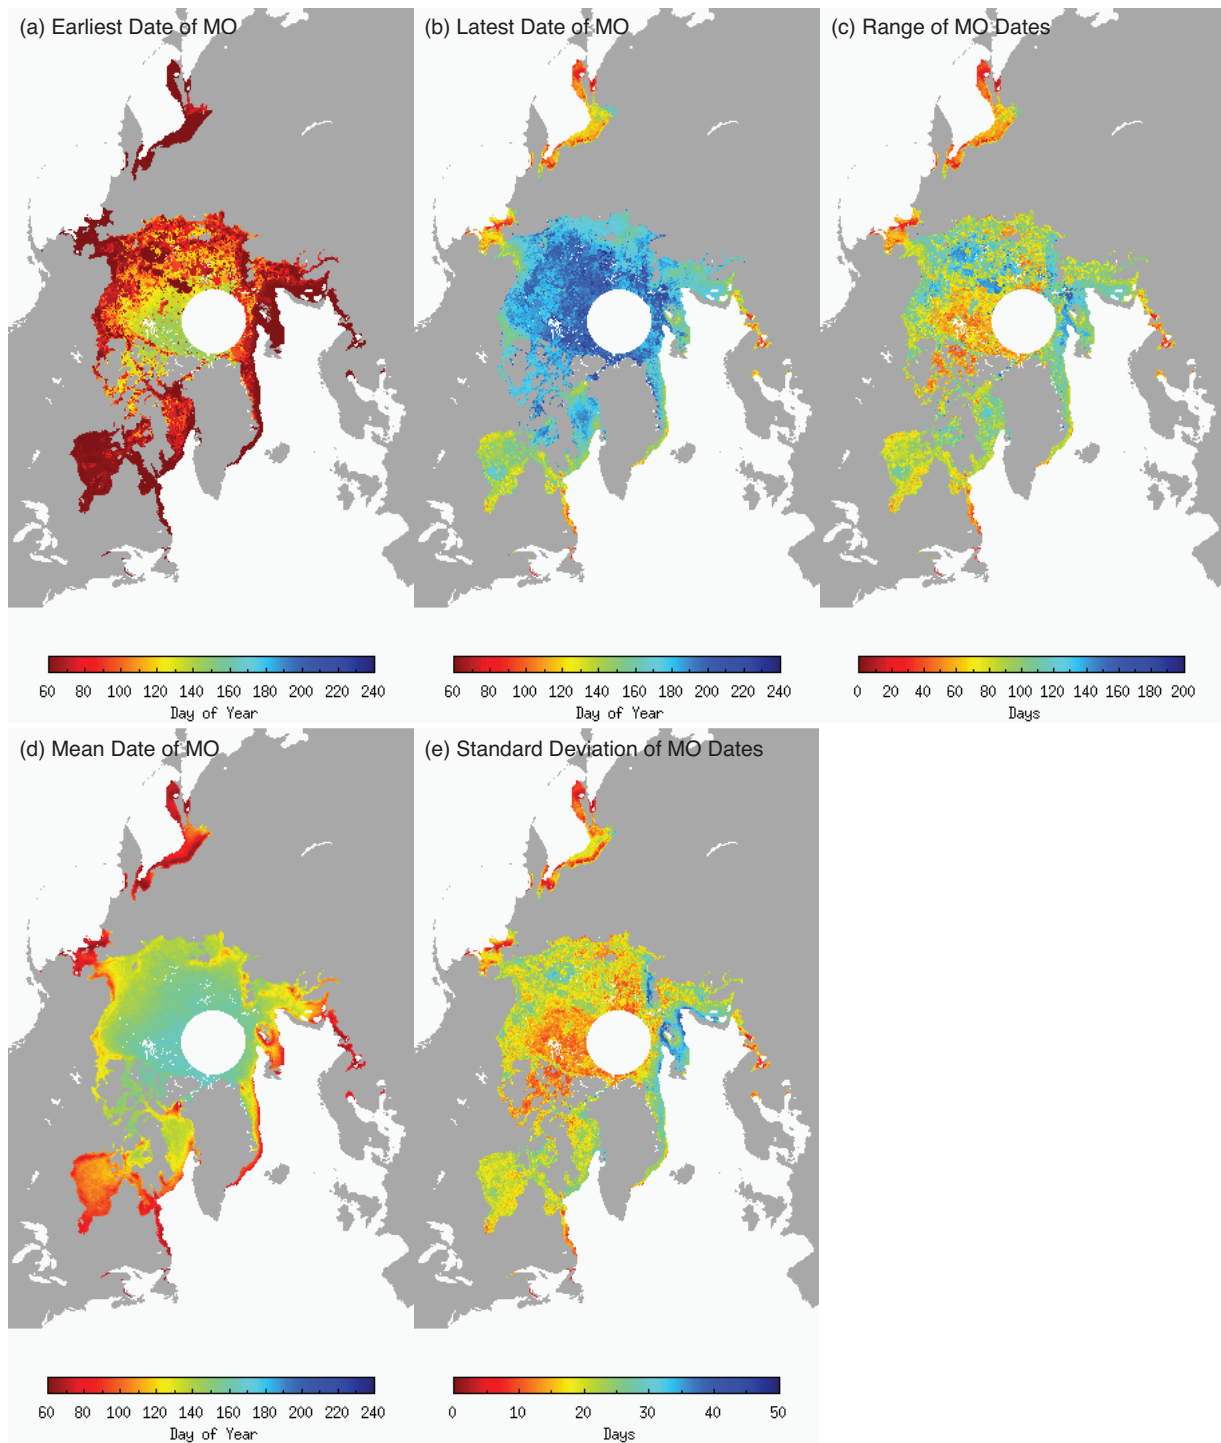 (a) Earliest Date of MO
(b) Latest Date of MO
(c) Range of MO Dates
60 80 100 120 140 160 180 200 220 240
Day of Year
60 80 100 120 140 160 180 200 220 240
Day of Year
0 20 40 60 80 100 120 140 160 180 200
Days
(d) Mean Date of MO
(e) Standard Deviation of MO Dates
60 80 100 120 140 160 180 200 220 240
Day of Year
0 10 20 30 40 50
Days